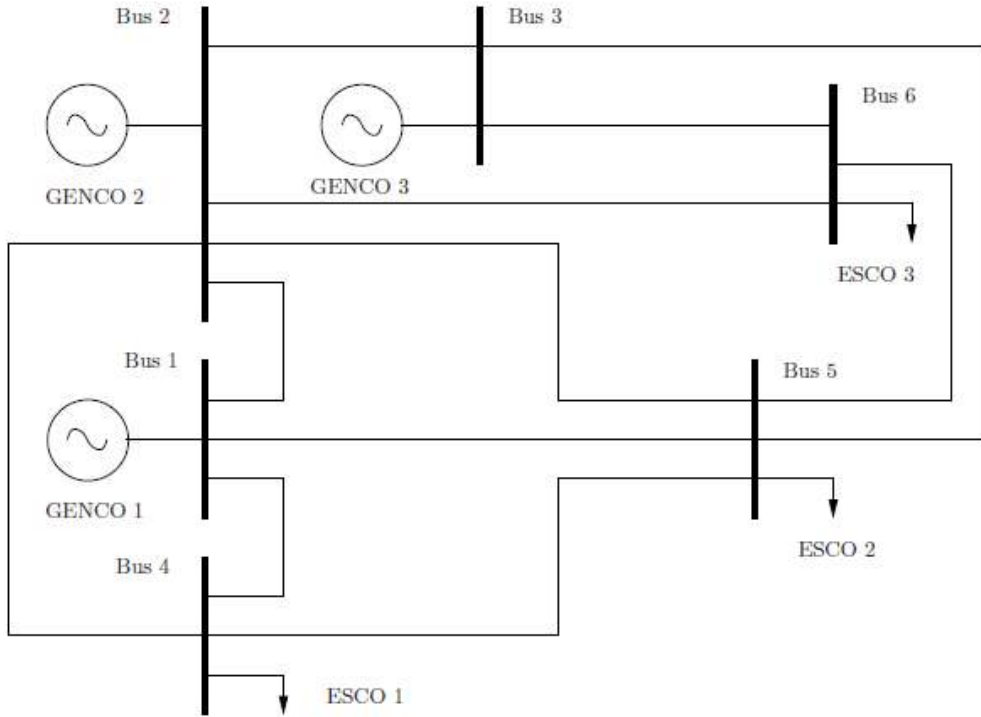 Bus 2
Bus 3
Bus 6
GENCO 2
GENCO 3
ESCO 3
Bus 1
Bus 5
GENCO 1
ESCO 2
Bus 4
ESCO 1